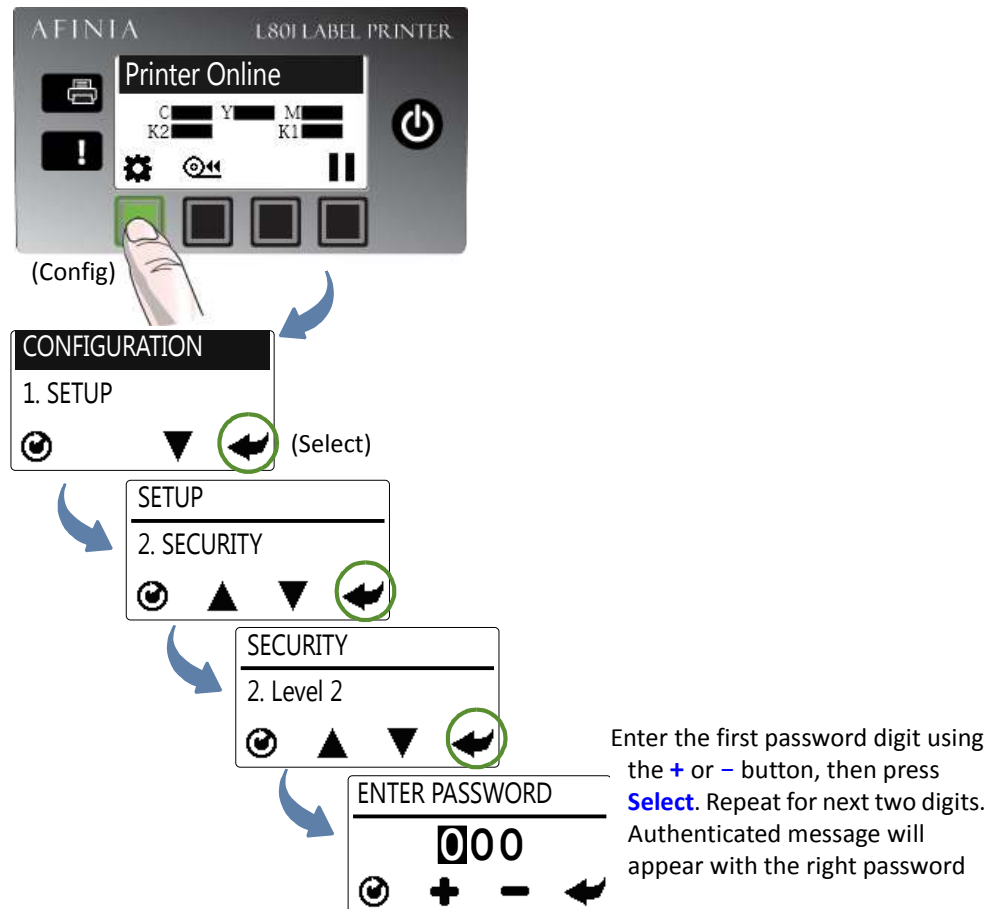 AFINIA L801 LABEL PRINTER
Printer Online
C Y M
K2 K1
(Config)
CONFIGURATION
1. SETUP
(Select)
SETUP
2. SECURITY
SECURITY
2. Level 2
ENTER PASSWORD
000
Enter the first password digit using
the + or − button, then press
Select. Repeat for next two digits.
Authenticated message will
appear with the right password